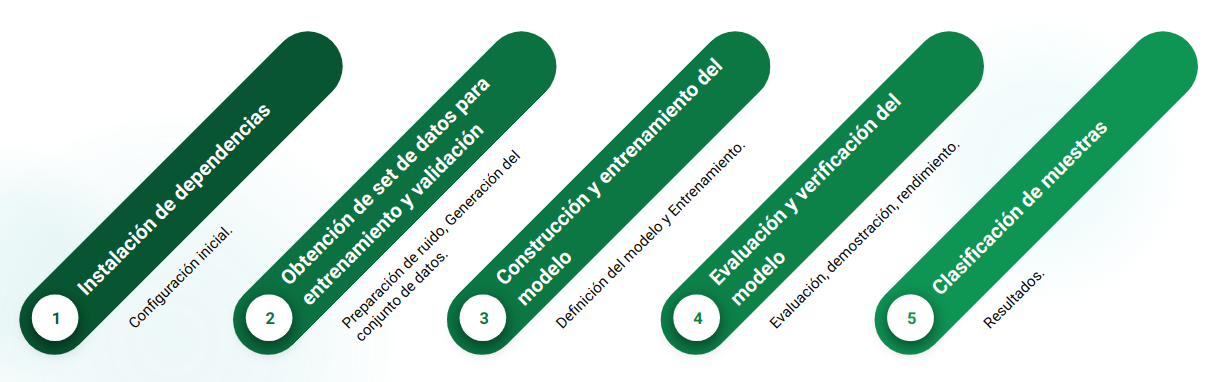 1
Instalación de dependencias
Configuración inicial.
2
Obtención de set de datos para
entrenamiento y validación
Preparación de ruido, Generación del
conjunto de datos.
3
Construcción y entrenamiento del
modelo
Definición del modelo y Entrenamiento.
4
Evaluación y verificación del
modelo
Evaluación, demostración, rendimiento.
5
Clasificación de muestras
Resultados.